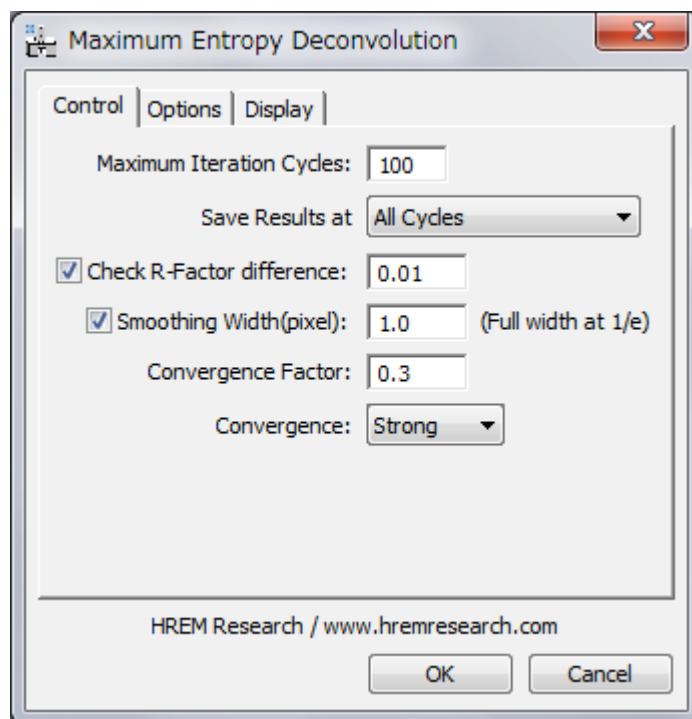 Maximum Entropy Deconvolution
Control Options Display
Maximum Iteration Cycles: 100
Save Results at All Cycles
Check R-Factor difference: 0.01
Smoothing Width(pixel): 1.0 (Full width at 1/e)
Convergence Factor: 0.3
Convergence: Strong
HREM Research / www.hremresearch.com
OK Cancel